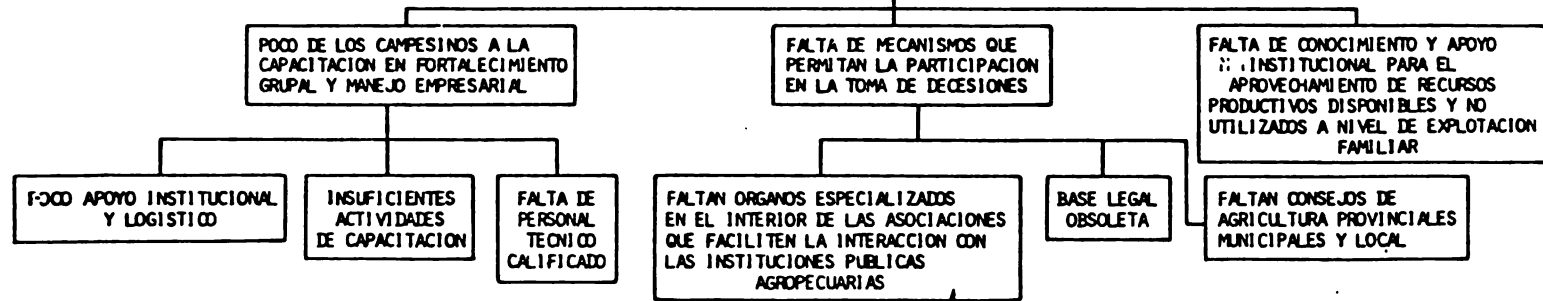 POCO DE LOS CAMPESINOS A LA
CAPACITACION EN FORTALECIMIENTO
GRUPAL Y MANEJO EMPRESARIAL
FALTA DE MECANISMOS QUE
PERMITAN LA PARTICIPACION
EN LA TOMA DE DECESIONES
FALTA DE CONOCIMIENTO Y APOYO
INSTITUCIONAL PARA EL
APROVECHAMIENTO DE RECURSOS
PRODUCTIVOS DISPONIBLES Y NO
UTILIZADOS A NIVEL DE EXPLOTACION
FAMILIAR
POCO APOYO INSTITUCIONAL
Y LOGISTICO
INSUFICIENTES
ACTIVIDADES
DE CAPACITACION
FALTA DE
PERSONAL
TECNICO
CALIFICADO
FALTAN ORGANOS ESPECIALIZADOS
EN EL INTERIOR DE LAS ASOCIACIONES
QUE FACILITEN LA INTERACCION CON
LAS INSTITUCIONES PUBLICAS
AGROPECUARIAS
BASE LEGAL
OBSOLETA
FALTAN CONSEJOS DE
AGRICULTURA PROVINCIALES
MUNICIPALES Y LOCAL